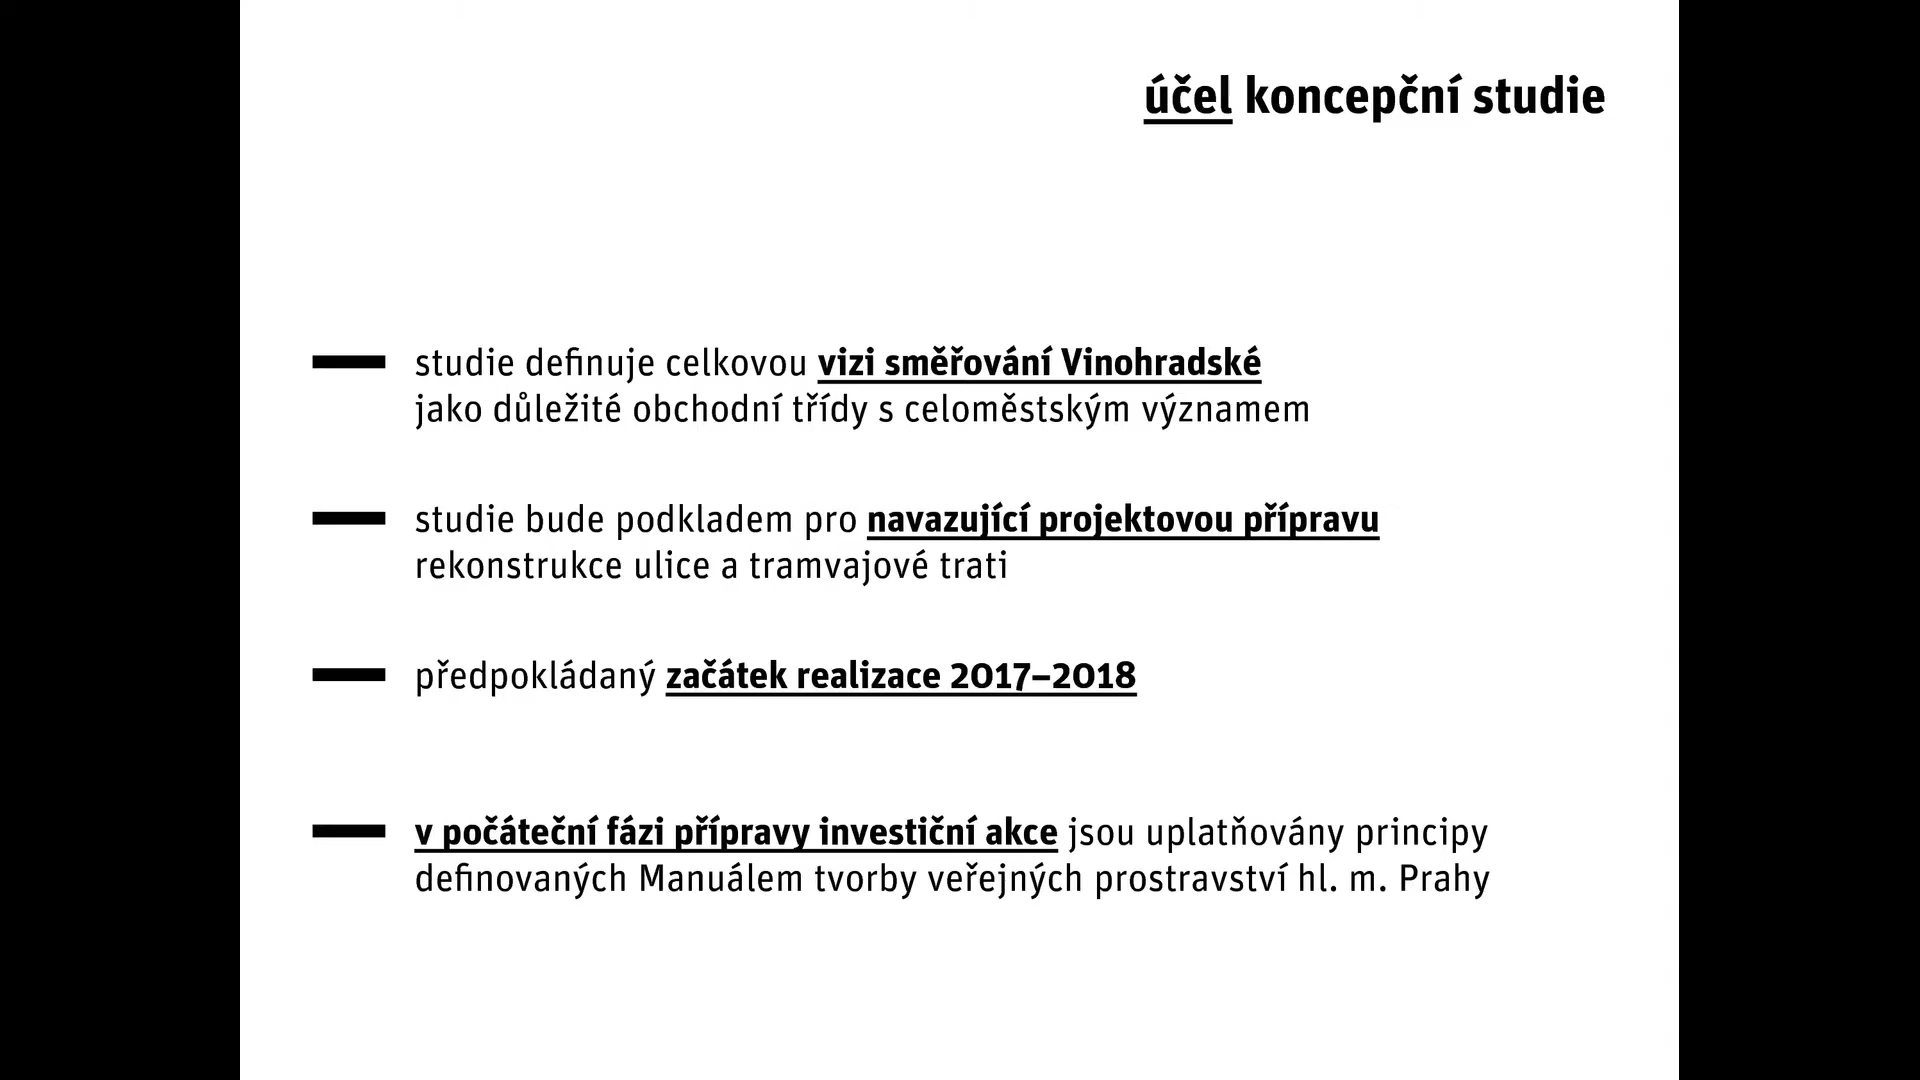 účel koncepční studie
studie definuje celkovou vizi směřování Vinohradské
jako důležité obchodní třídy s celoměstským významem
studie bude podkladem pro navazující projektovou přípravu
rekonstrukce ulice a tramvajové trati
předpokládaný začátek realizace 2017–2018
v počáteční fázi přípravy investiční akce jsou uplatňovány principy
definovaných Manuálem tvorby veřejných prostravství hl. m. Prahy